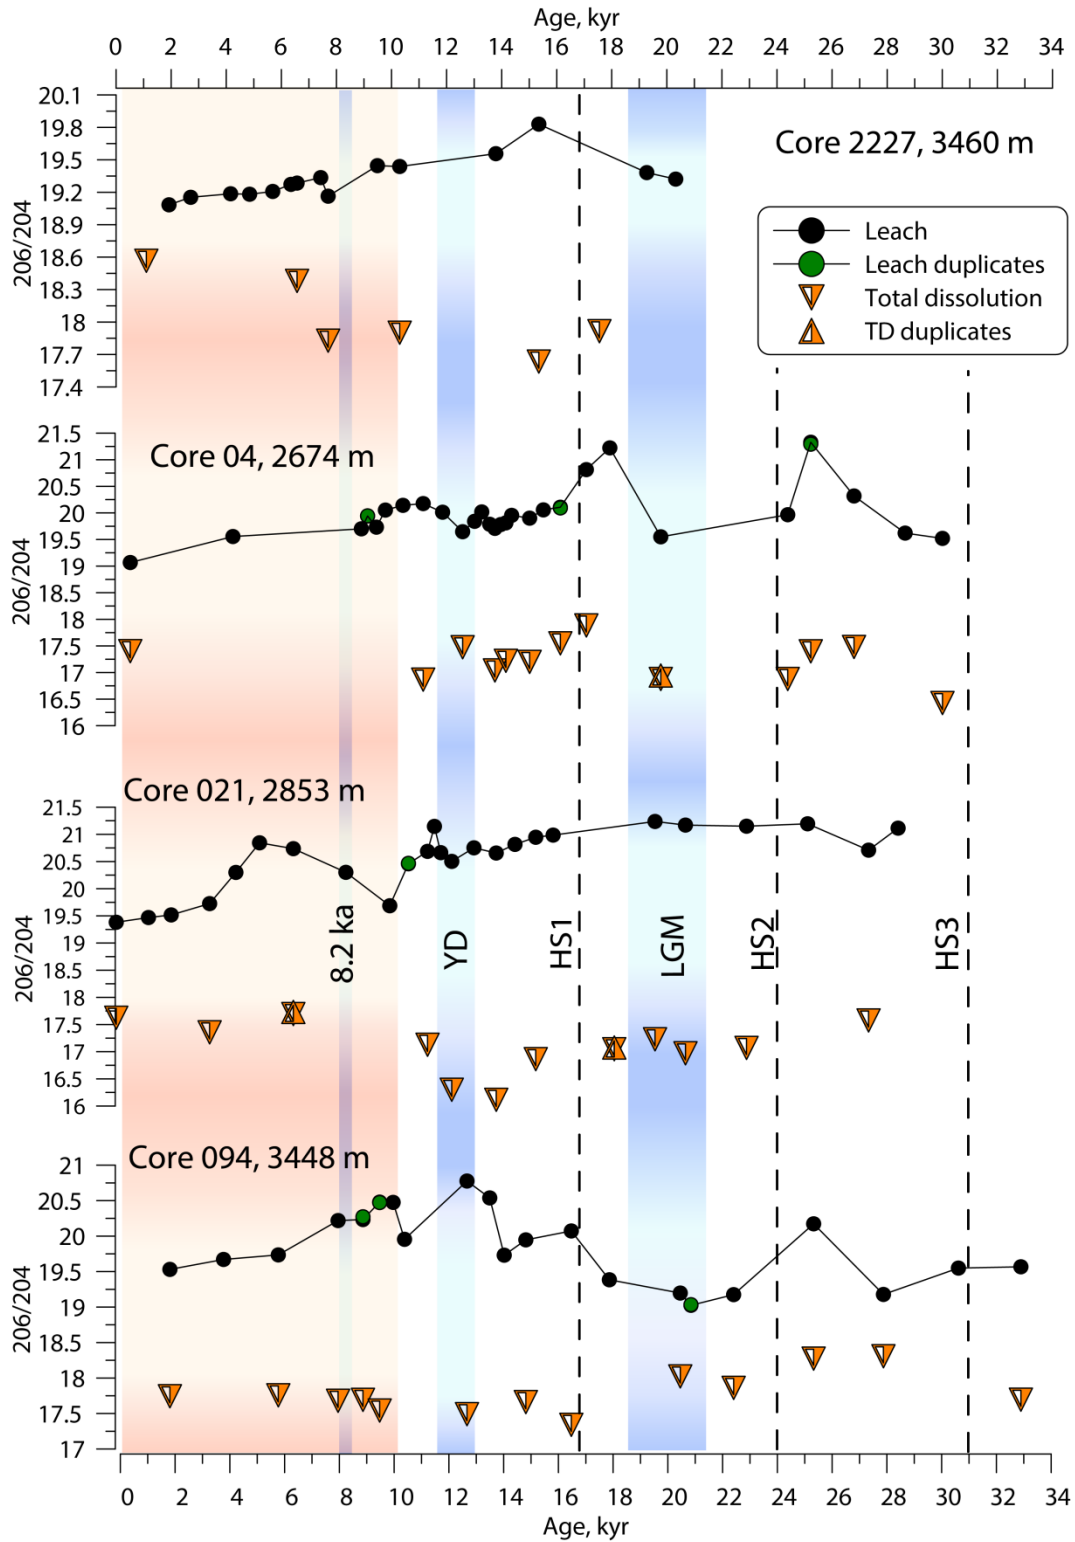 Age, kyr
0 2 4 6 8 10 12 14 16 18 20 22 24 26 28 30 32 34
20.1
19.8
19.5
19.2
18.9
18.6
18.3
18
17.7
17.4
206/204
Core 2227, 3460 m
Leach
Leach duplicates
Total dissolution
TD duplicates
21.5
21
20.5
20
19.5
19
18.5
18
17.5
17
16.5
16
206/204
Core 04, 2674 m
Core 021, 2853 m
21.5
21
20.5
20
19.5
19
18.5
18
17.5
17
16.5
16
206/204
8.2 ka
YD
HS1
LGM
HS2
HS3
Core 094, 3448 m
21
20.5
20
19.5
19
18.5
18
17.5
17
206/204
0 2 4 6 8 10 12 14 16 18 20 22 24 26 28 30 32 34
Age, kyr